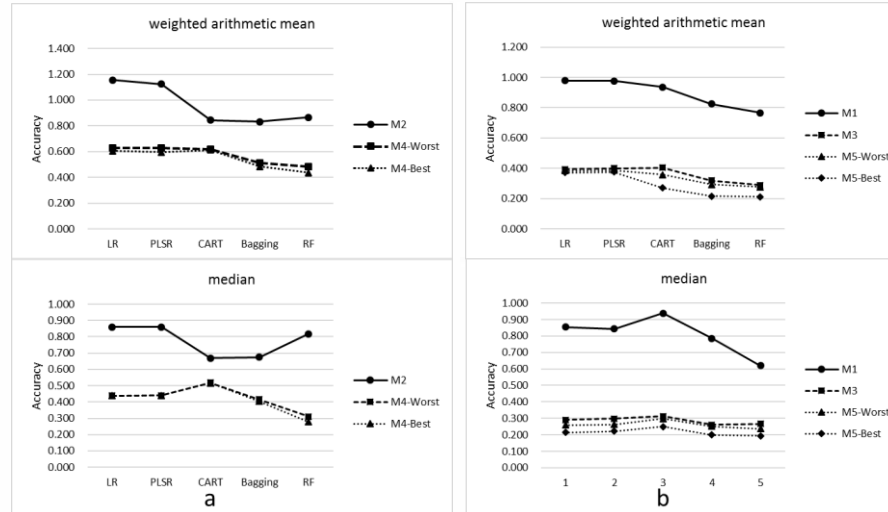 weighted arithmetic mean
1.400
1.200
1.000
0.800
0.600
0.400
0.200
0.000
Accuracy
LR PLSR CART Bagging RF
M2
M4-Worst
M4-Best
median
1.000
0.900
0.800
0.700
0.600
0.500
0.400
0.300
0.200
0.100
0.000
Accuracy
LR PLSR CART Bagging RF
M2
M4-Worst
M4-Best
a
weighted arithmetic mean
1.200
1.000
0.800
0.600
0.400
0.200
0.000
Accuracy
LR PLSR CART Bagging RF
M1
M3
M5-Worst
M5-Best
median
1.000
0.900
0.800
0.700
0.600
0.500
0.400
0.300
0.200
0.100
0.000
Accuracy
1 2 3 4 5
M1
M3
M5-Worst
M5-Best
b